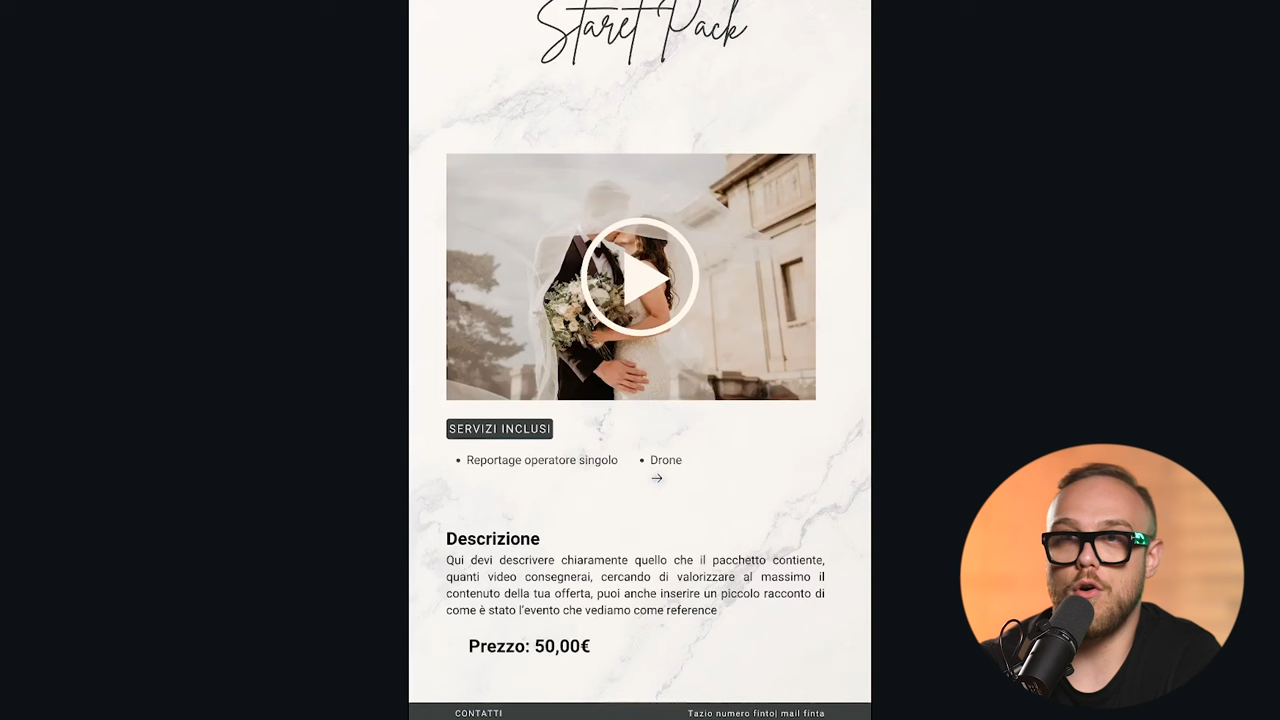 Staret Pack
SERVIZI INCLUSI
• Reportage operatore singolo
• Drone
→
Descrizione
Qui devi descrivere chiaramente quello che il pacchetto contiente,
quanti video consegnerai, cercando di valorizzare al massimo il
contenuto della tua offerta, puoi anche inserire un piccolo racconto di
come è stato l'evento che vediamo come reference
Prezzo: 50,00€
CONTATTI
Tazio numero finto| mail finta